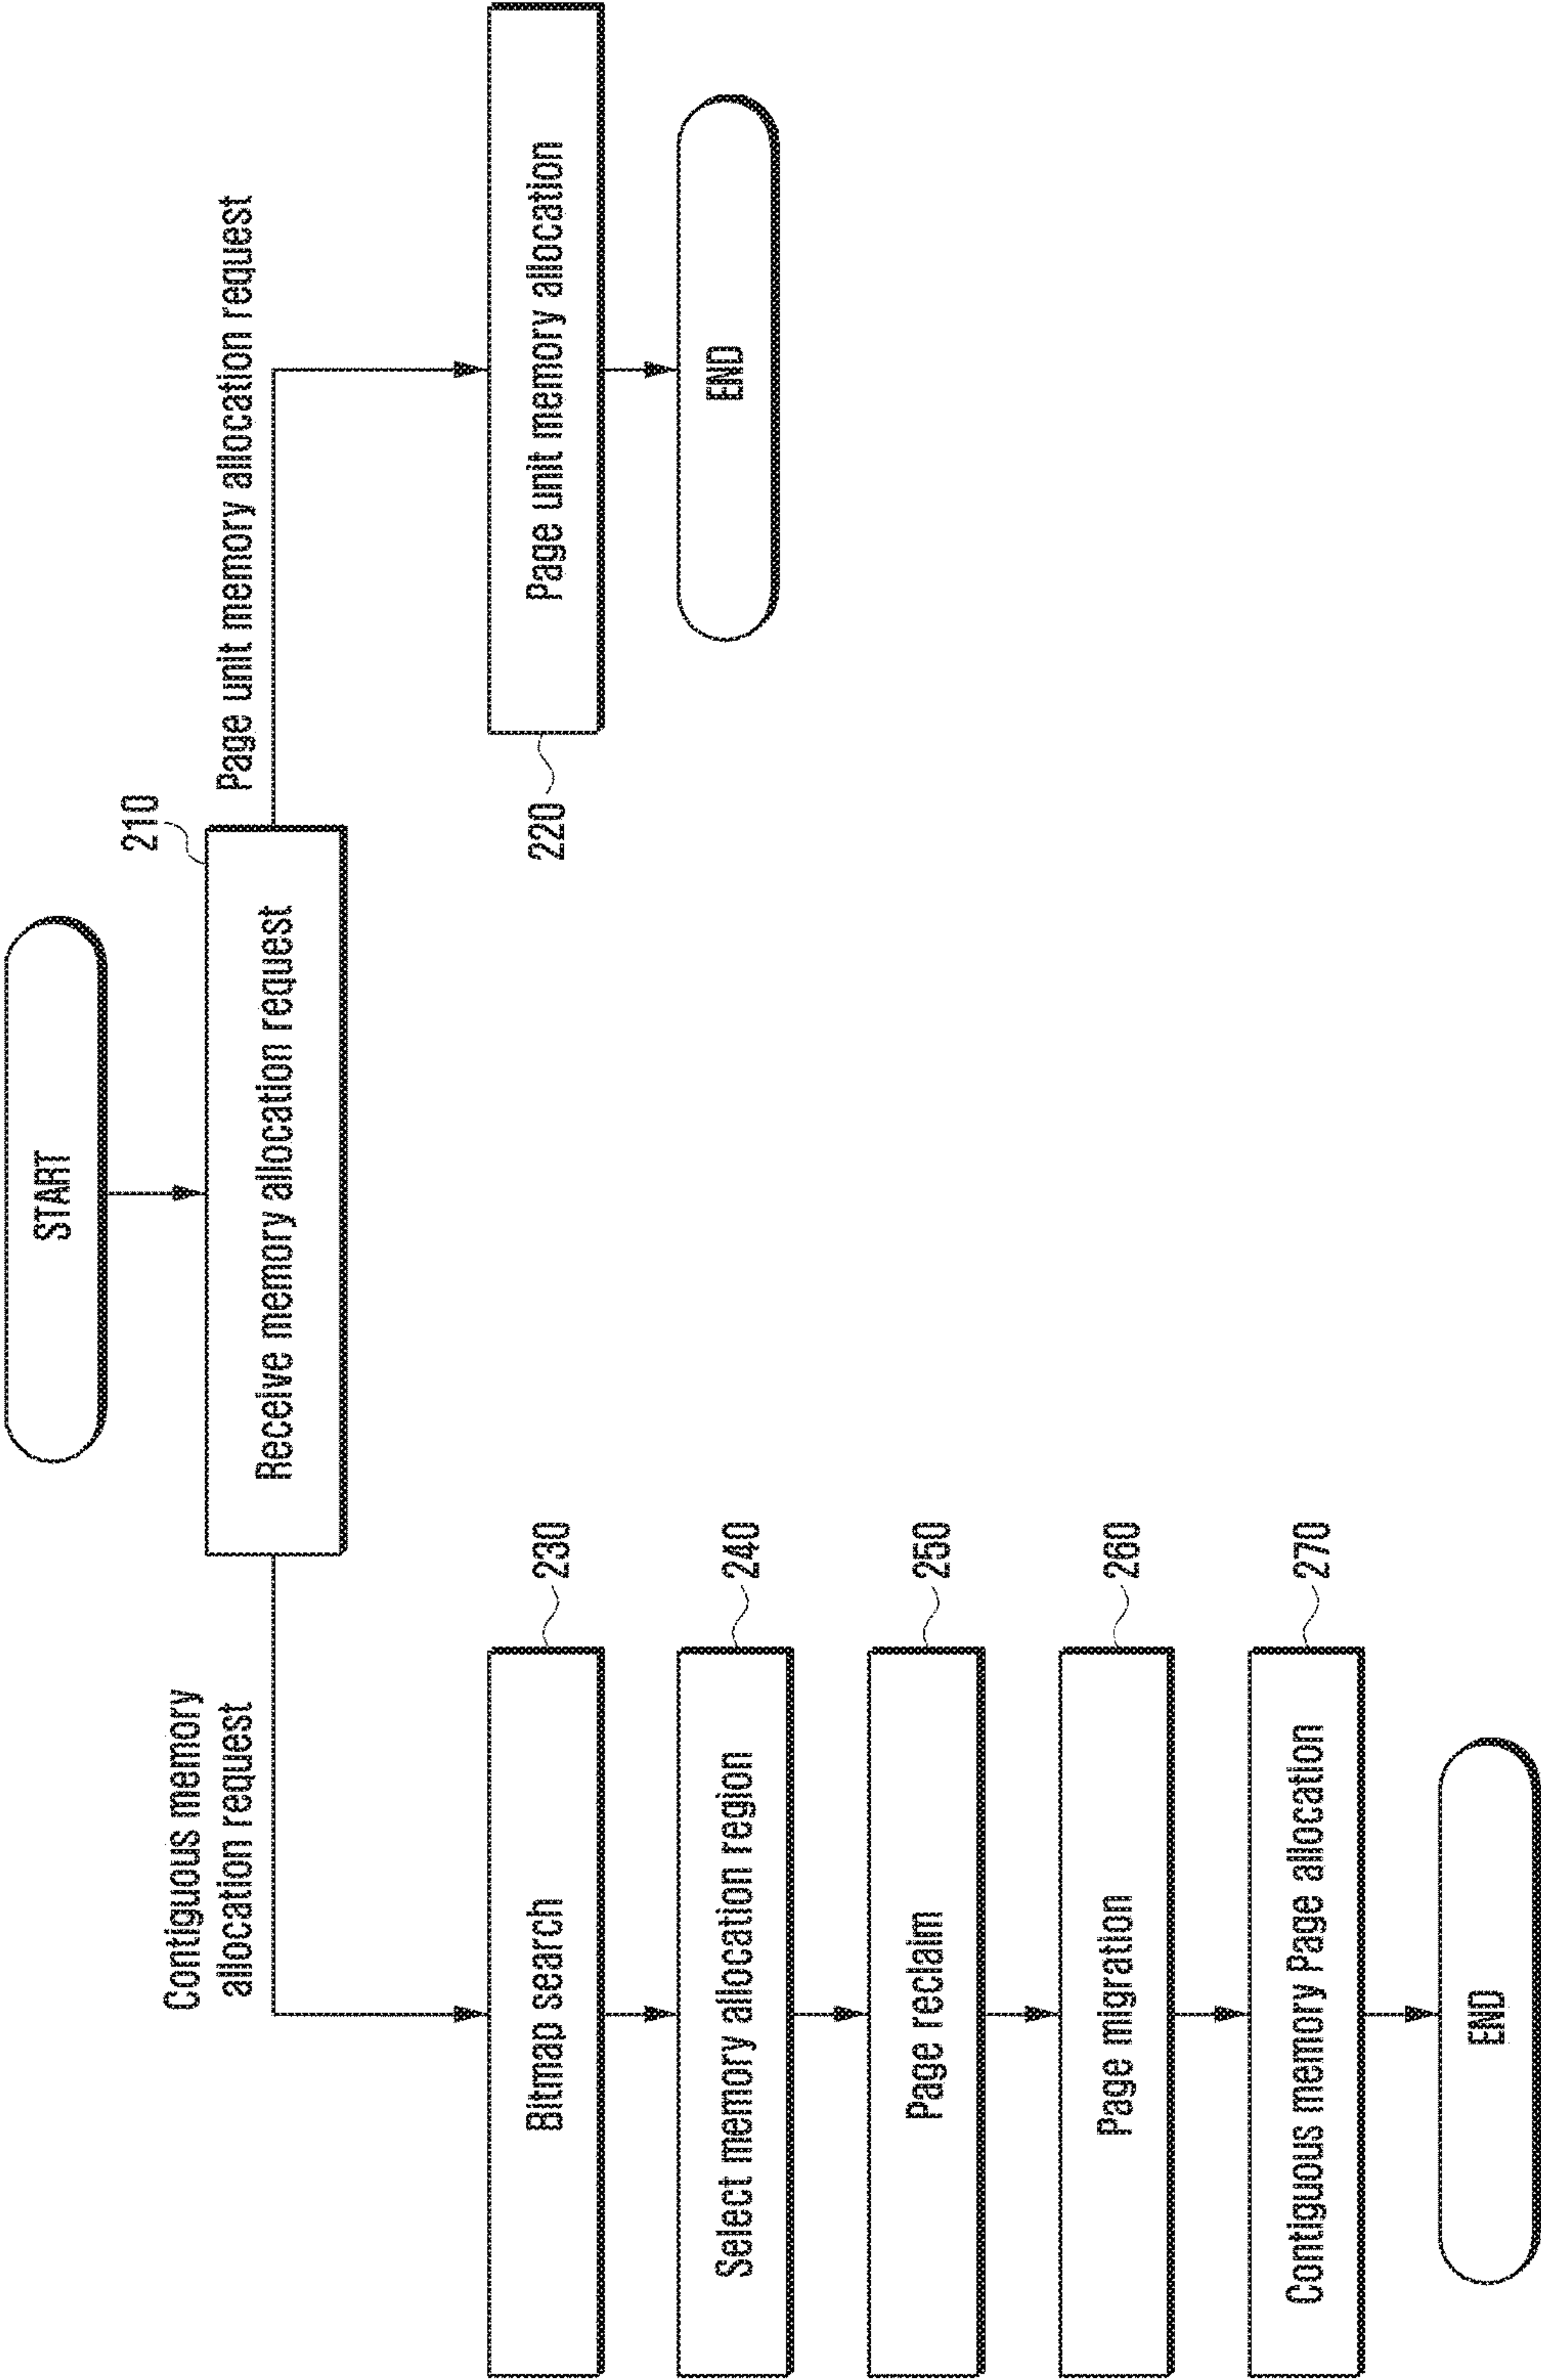 START
210
Receive memory allocation request
Contiguous memory
allocation request
Page unit memory allocation request
Bitmap search
230
220
Page unit memory allocation
Select memory allocation region
240
END
Page reclaim
250
Page migration
260
Contiguous memory Page allocation
270
END